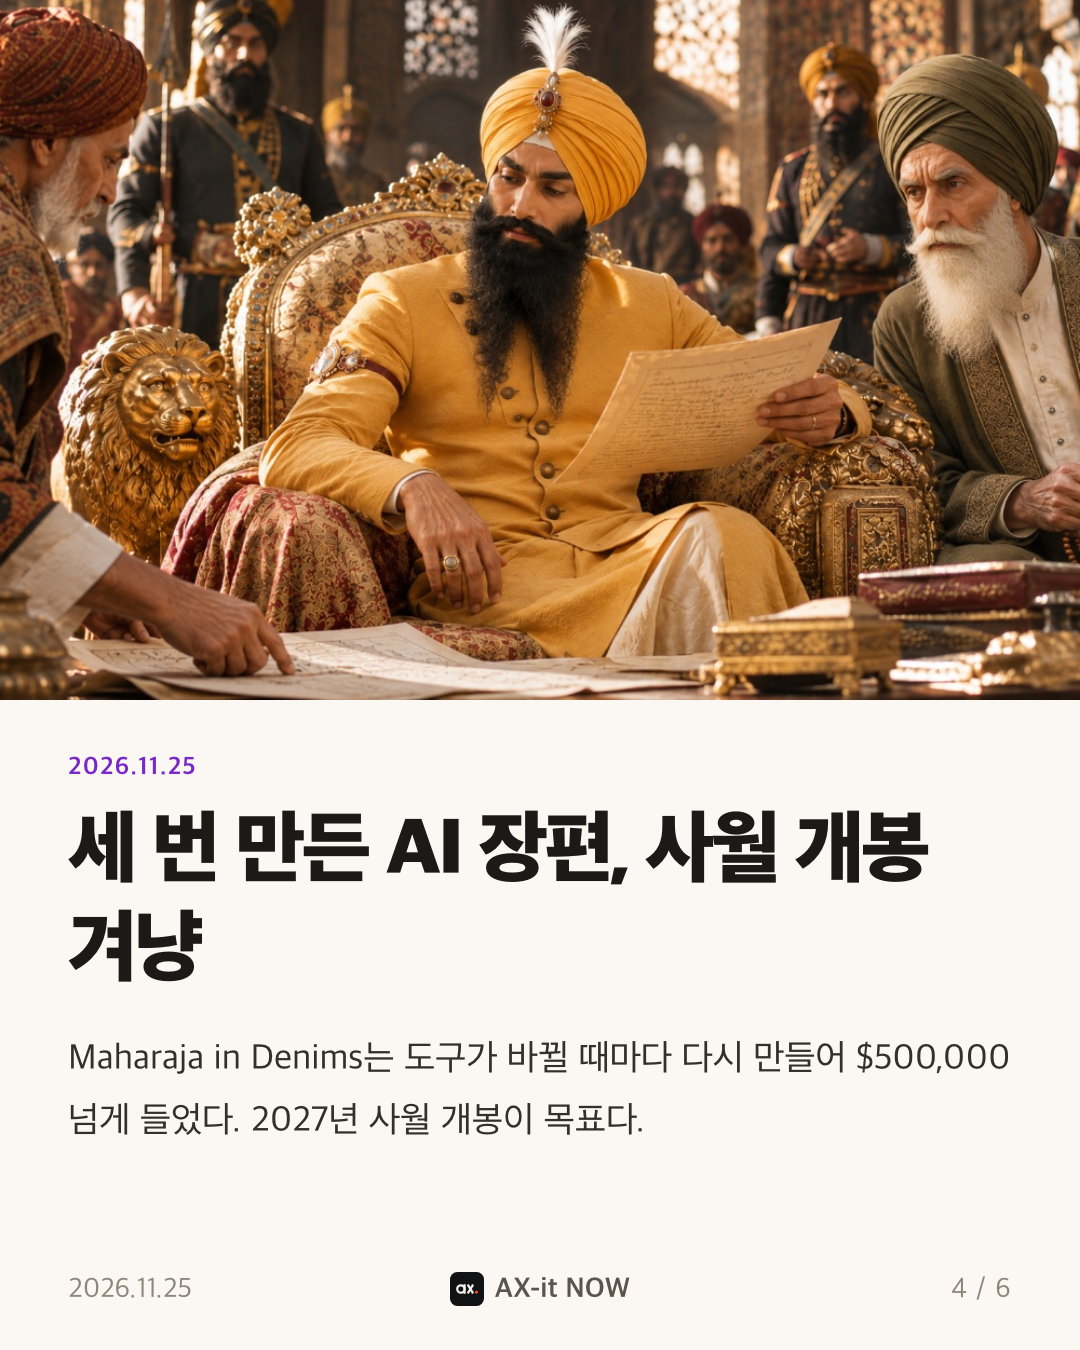 2026.11.25
세 번 만든 AI 장편, 사월 개봉
겨냥
Maharaja in Denims는 도구가 바뀔 때마다 다시 만들어 $500,000
넘게 들었다. 2027년 사월 개봉이 목표다.
2026.11.25
ax.
AX-it NOW
4 / 6